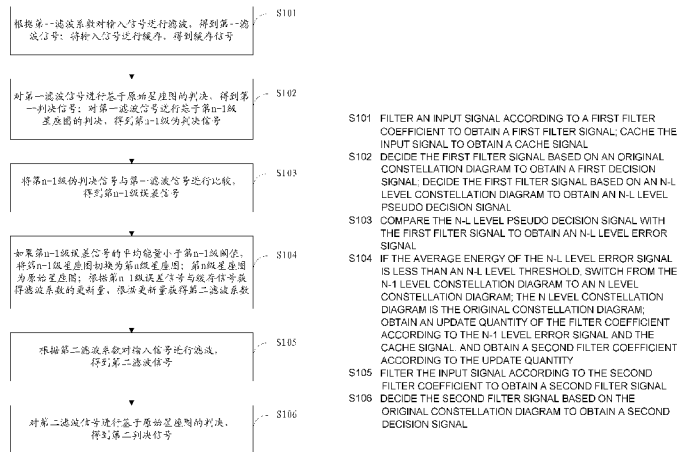 S101
根据第一滤波系数对输入信号进行滤波，得到第一滤
波信号；将输入信号进行缓存，得到缓存信号
S102
对第一滤波信号进行基于原始星座图的判决，得到第
一判决信号；对第一滤波信号进行基于第n-1级
星座图的判决，得到第n-1级伪判决信号
S103
将第n-1级伪判决信号与第一滤波信号进行比较，
得到第n-1级误差信号
S104
如果第n-1级误差信号的平均能量小于第n-1级阈值，
将第n-1级星座图切换为第n级星座图；第n级星座图
为原始星座图；根据第n-1级误差信号与缓存信号获
得滤波系数的更新量，根据更新量获得第二滤波系数
S105
根据第二滤波系数对输入信号进行滤波，
得到第二滤波信号
S106
对第二滤波信号进行基于原始星座图的判决，
得到第二判决信号
S101 FILTER AN INPUT SIGNAL ACCORDING TO A FIRST FILTER
COEFFICIENT TO OBTAIN A FIRST FILTER SIGNAL; CACHE THE
INPUT SIGNAL TO OBTAIN A CACHE SIGNAL
S102 DECIDE THE FIRST FILTER SIGNAL BASED ON AN ORIGINAL
CONSTELLATION DIAGRAM TO OBTAIN A FIRST DECISION
SIGNAL; DECIDE THE FIRST FILTER SIGNAL BASED ON AN N-L
LEVEL CONSTELLATION DIAGRAM TO OBTAIN AN N-L LEVEL
PSEUDO DECISION SIGNAL
S103 COMPARE THE N-L LEVEL PSEUDO DECISION SIGNAL WITH
THE FIRST FILTER SIGNAL TO OBTAIN AN N-L LEVEL ERROR
SIGNAL
S104 IF THE AVERAGE ENERGY OF THE N-L LEVEL ERROR SIGNAL
IS LESS THAN AN N-L LEVEL THRESHOLD, SWITCH FROM THE
N-1 LEVEL CONSTELLATION DIAGRAM TO AN N LEVEL
CONSTELLATION DIAGRAM; THE N LEVEL CONSTELLATION
DIAGRAM IS THE ORIGINAL CONSTELLATION DIAGRAM;
OBTAIN AN UPDATE QUANTITY OF THE FILTER COEFFICIENT
ACCORDING TO THE N-1 LEVEL ERROR SIGNAL AND THE
CACHE SIGNAL. AND OBTAIN A SECOND FILTER COEFFICIENT
ACCORDING TO THE UPDATE QUANTITY
S105 FILTER THE INPUT SIGNAL ACCORDING TO THE SECOND
FILTER COEFFICIENT TO OBTAIN A SECOND FILTER SIGNAL
S106 DECIDE THE SECOND FILTER SIGNAL BASED ON THE
ORIGINAL CONSTELLATION DIAGRAM TO OBTAIN A SECOND
DECISION SIGNAL